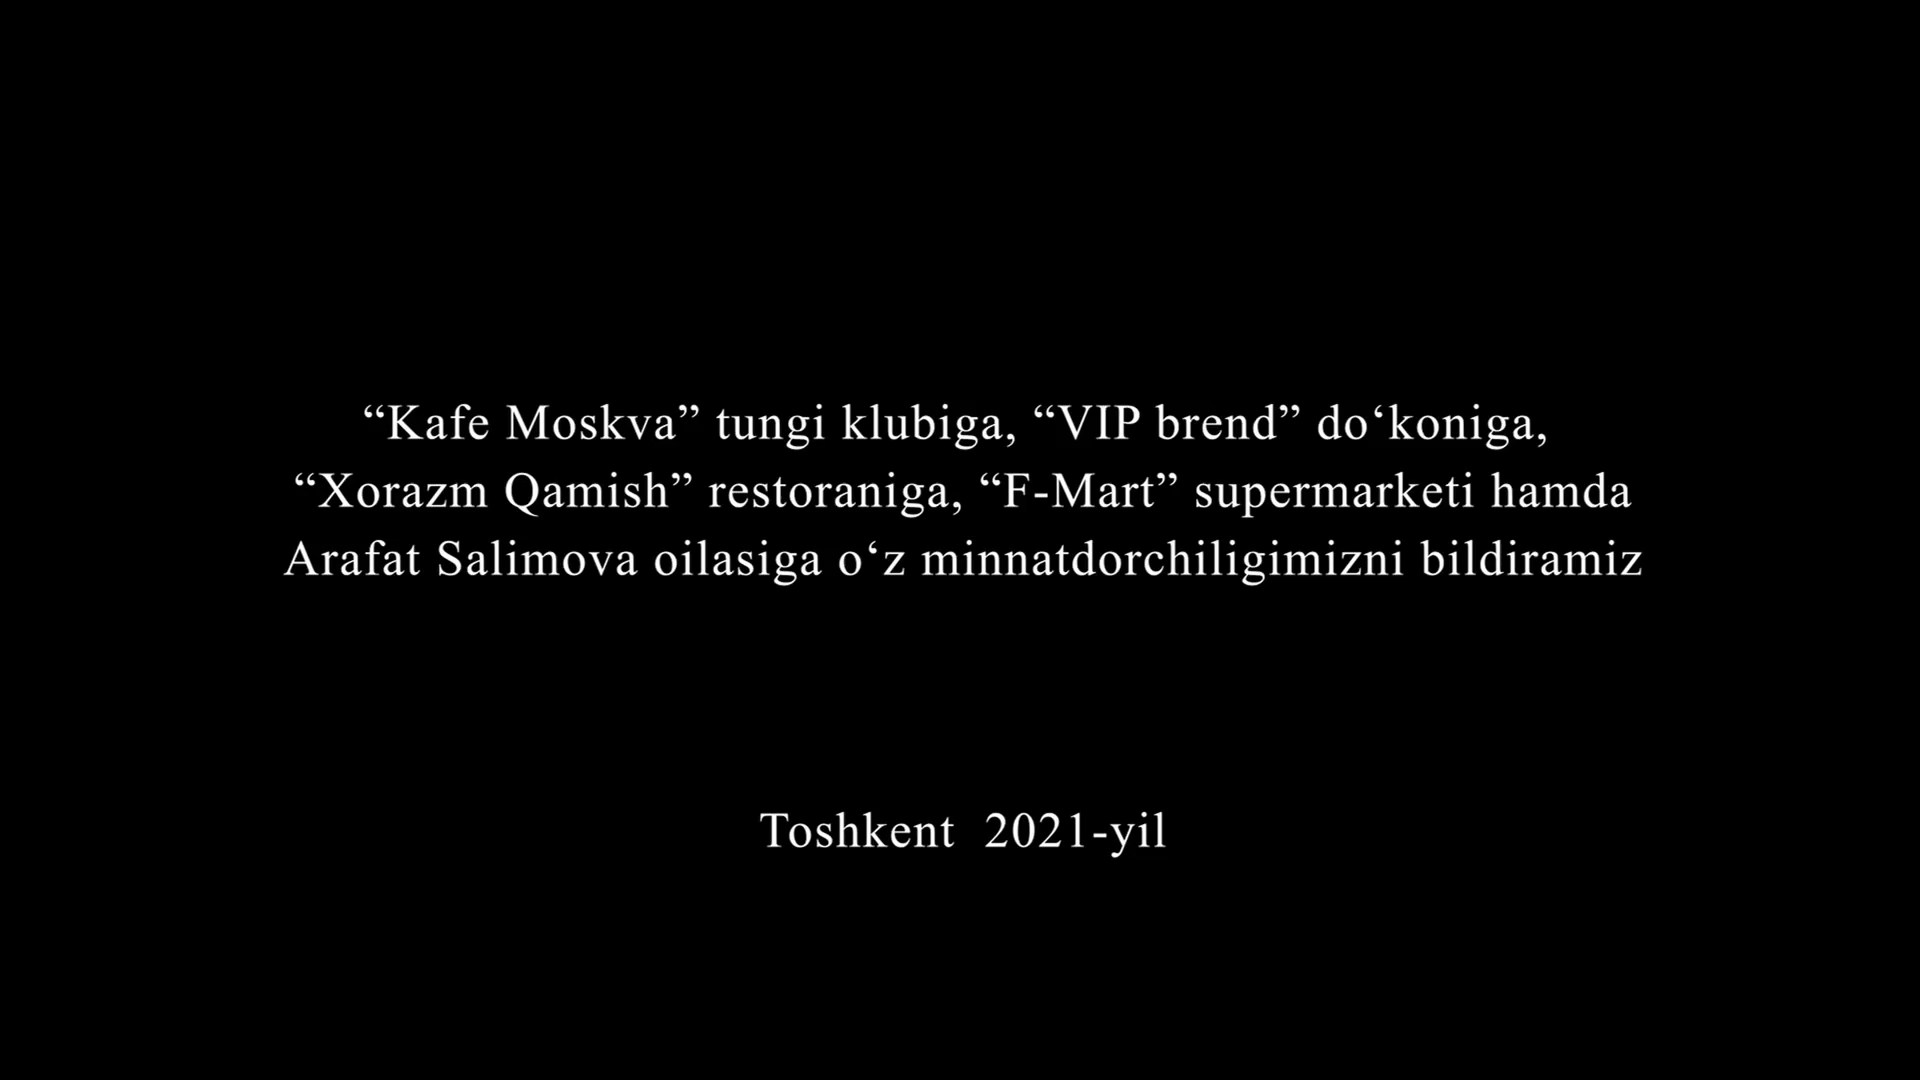 “Kafe Moskva” tungi klubiga, “VIP brend” do‘koniga,
“Xorazm Qamish” restoraniga, “F-Mart” supermarketi hamda
Arafat Salimova oilasiga o‘z minnatdorchiligimizni bildiramiz
Toshkent 2021-yil